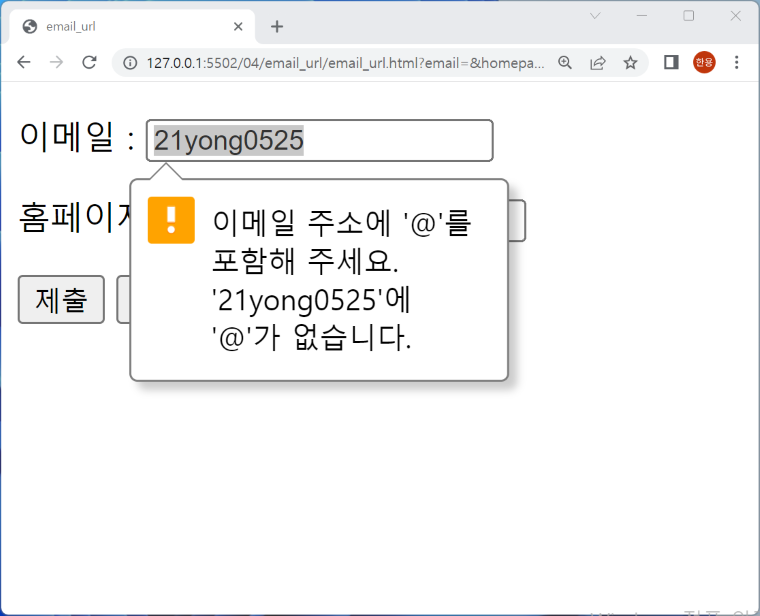 email_url
127.0.0.1:5502/04/email_url/email_url.html?email=&homepa...
한용
이메일 : 21yong0525
이메일 주소에 '@'를
포함해 주세요.
'21yong0525'에
'@'가 없습니다.
홈페이지
제출